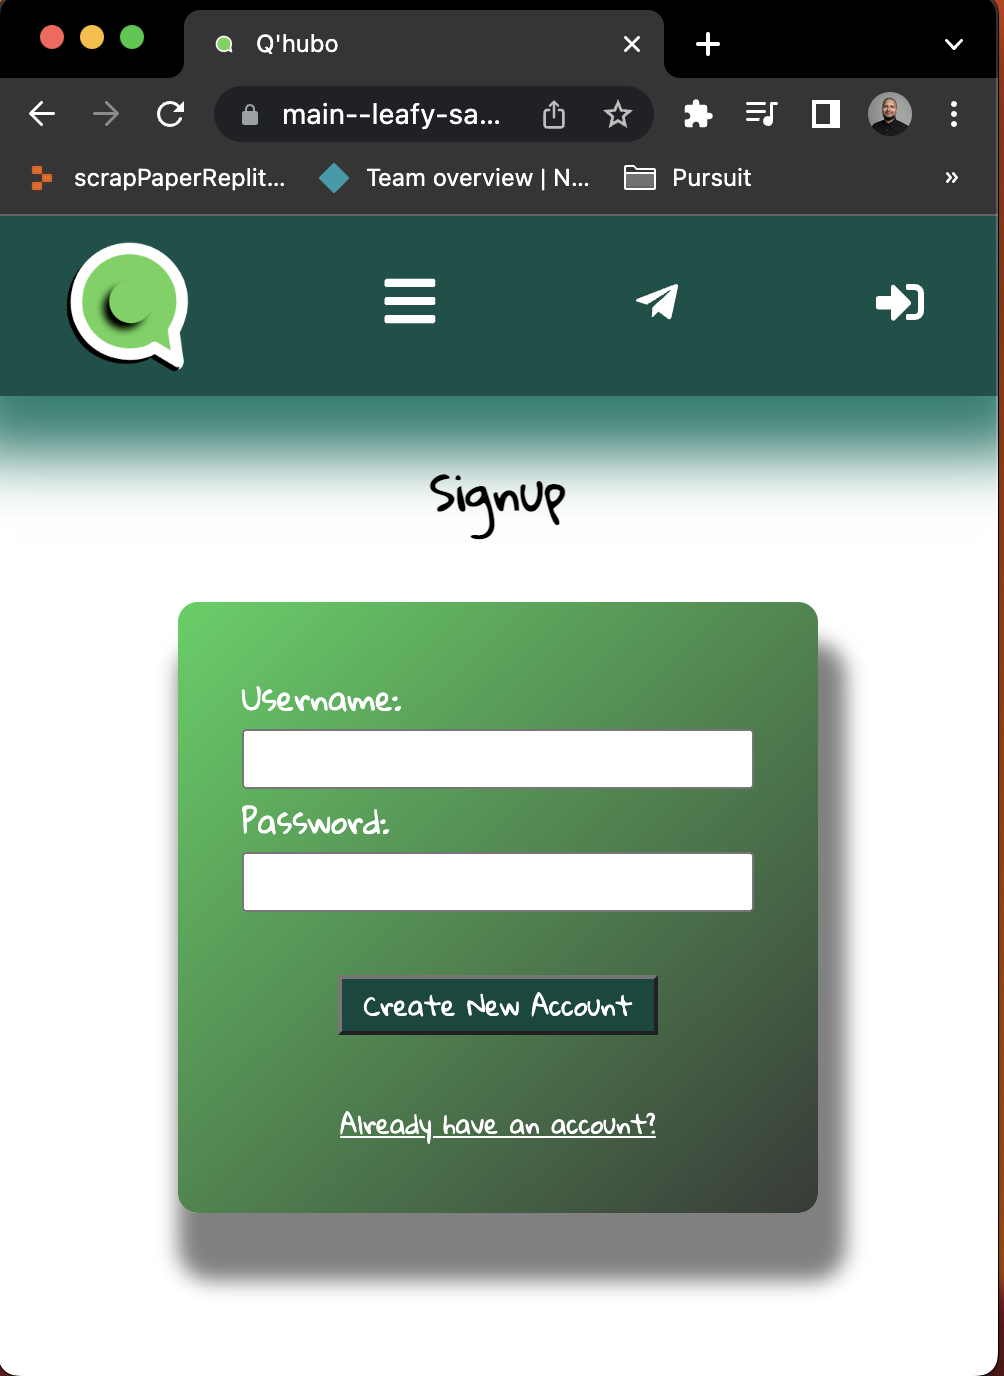 Q'hubo
main--leafy-sa...
scrapPaperReplit...
Team overview | N...
Pursuit
»
Signup
Username:
Password:
Create New Account
Already have an account?